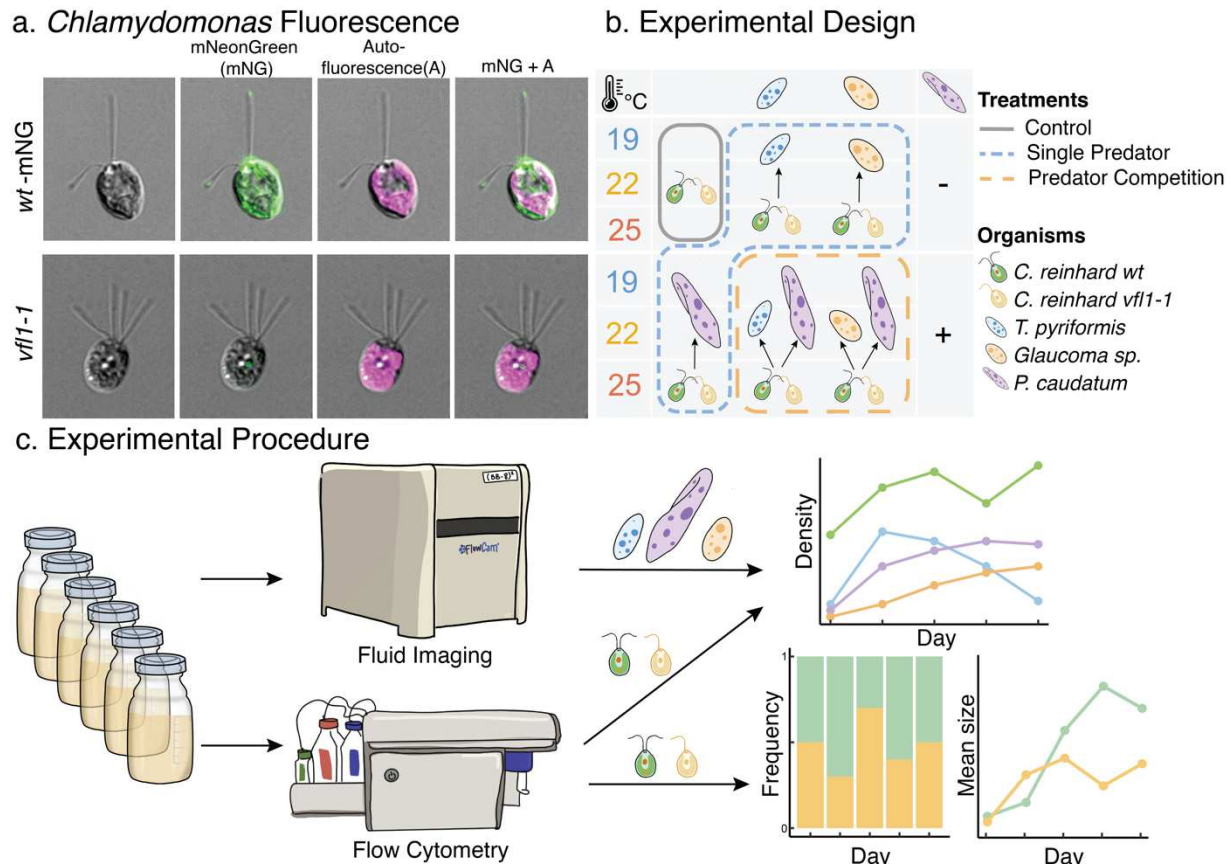 a. Chlamydomonas Fluorescence
mNeonGreen
(mNG)
Auto-
fluorescence(A)
mNG + A
wt-mNG
vfl1-1
b. Experimental Design
°C
19
22
25
-
19
22
25
+
Treatments
Control
Single Predator
Predator Competition
Organisms
C. reinhard wt
C. reinhard vfl1-1
T. pyriformis
Glaucoma sp.
P. caudatum
c. Experimental Procedure
FlowCam
Fluid Imaging
Flow Cytometry
Density
Day
1
Frequency
0
Day
Mean size
Day